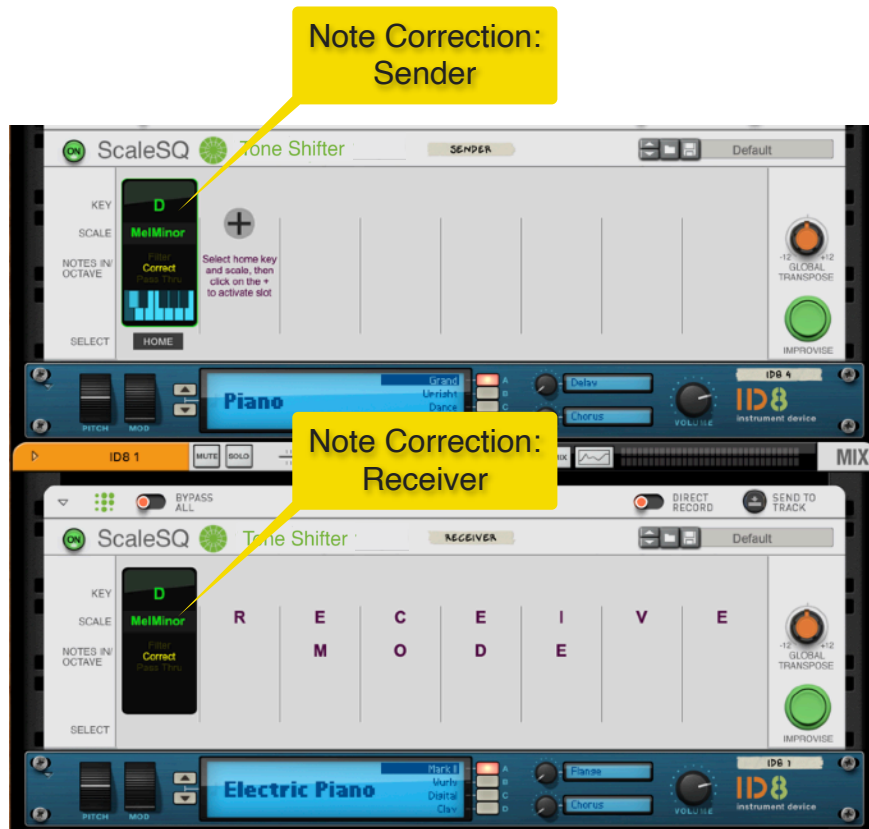 Note Correction:
Sender
ON ScaleSQ Tone Shifter SENDER Default
KEY D
SCALE MelMinor
NOTES IN/
OCTAVE
Filter
Correct
Pass Thru
Select home key
and scale, then
click on the +
to activate slot
-12 +12
GLOBAL
TRANSPOSE
SELECT HOME
IMPROVISE
PITCH MOD
Piano
Grand A
Upright B
Dance C
Delay
Chorus
VOLUME
ID8 4
ID8
instrument device
ID8 1 MUTE SOLO MIX
Note Correction:
Receiver
BYPASS
ALL
DIRECT
RECORD
SEND TO
TRACK
ON ScaleSQ Tone Shifter RECEIVER Default
KEY D
SCALE MelMinor
NOTES IN/
OCTAVE
Filter
Correct
Pass Thru
R E C E I V E
M O D E
-12 +12
GLOBAL
TRANSPOSE
SELECT
IMPROVISE
PITCH MOD
Electric Piano
Mark II A
Wurly B
Digital C
Clav D
Flange
Chorus
VOLUME
ID8 1
ID8
instrument device